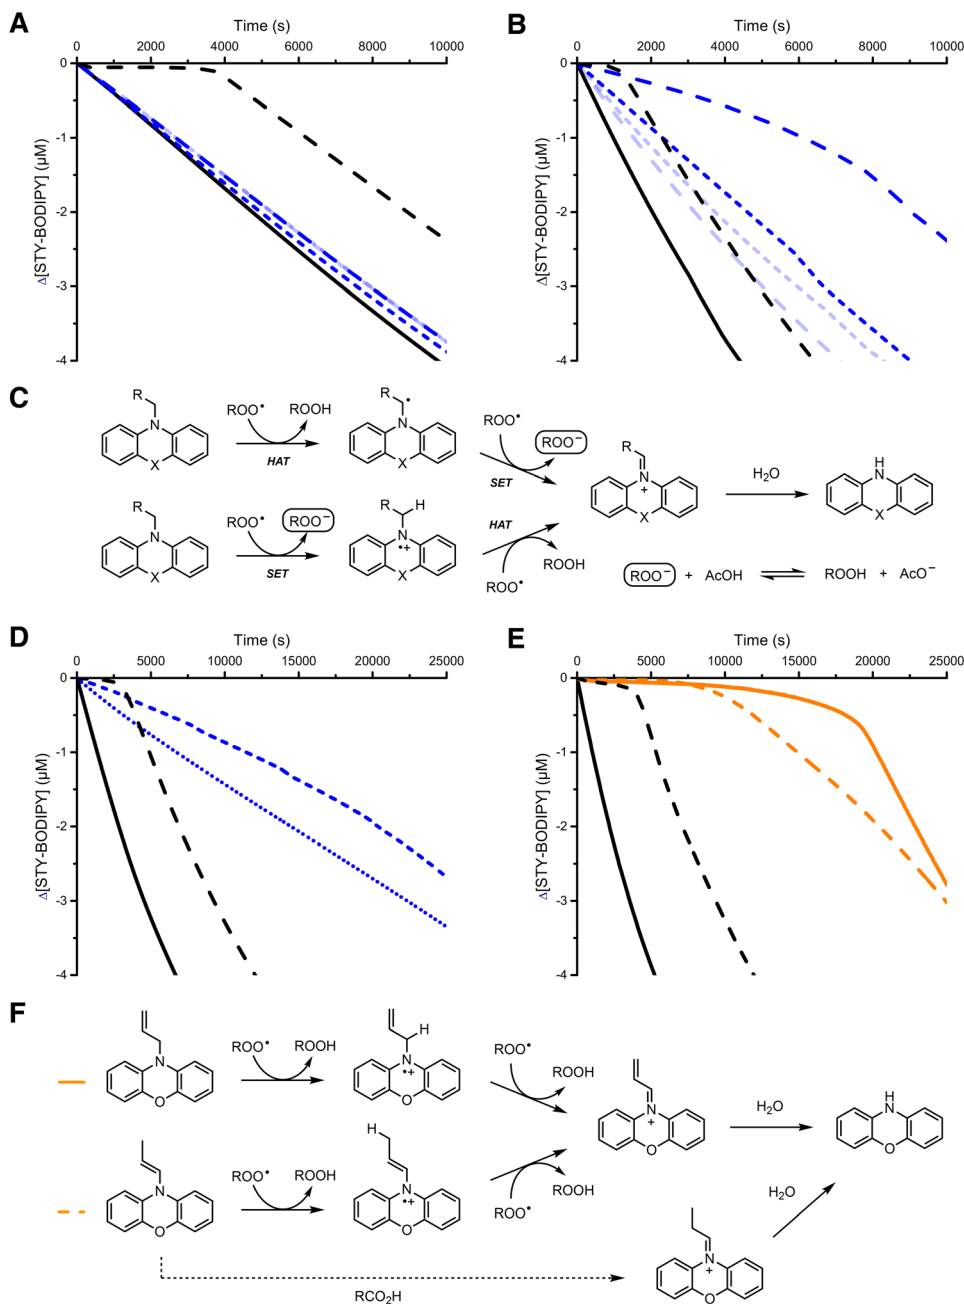 A
Time (s)
0 2000 4000 6000 8000 10000
0
-1
-2
-3
-4
Δ[STY-BODIPY] (µM)
B
Time (s)
0 2000 4000 6000 8000 10000
0
-1
-2
-3
-4
Δ[STY-BODIPY] (µM)
C
R
N
X
ROO• ROOH
HAT
R •
N
X
ROO•
ROO−
SET
R
N
+
X
H2O
H
N
X
R
N
X
ROO• ROO−
SET
R H
N
•+
X
HAT
ROO•
ROOH
ROO− + AcOH ⇌ ROOH + AcO−
D
Time (s)
0 5000 10000 15000 20000 25000
0
-1
-2
-3
-4
Δ[STY-BODIPY] (µM)
E
Time (s)
0 5000 10000 15000 20000 25000
0
-1
-2
-3
-4
Δ[STY-BODIPY] (µM)
F
N
O
ROO• ROOH
H
N
•+
O
ROO•
ROOH
N
+
O
H2O
H
N
O
N
O
ROO• ROOH
H
N
•+
O
ROO•
ROOH
H2O
N
+
O
RCO2H